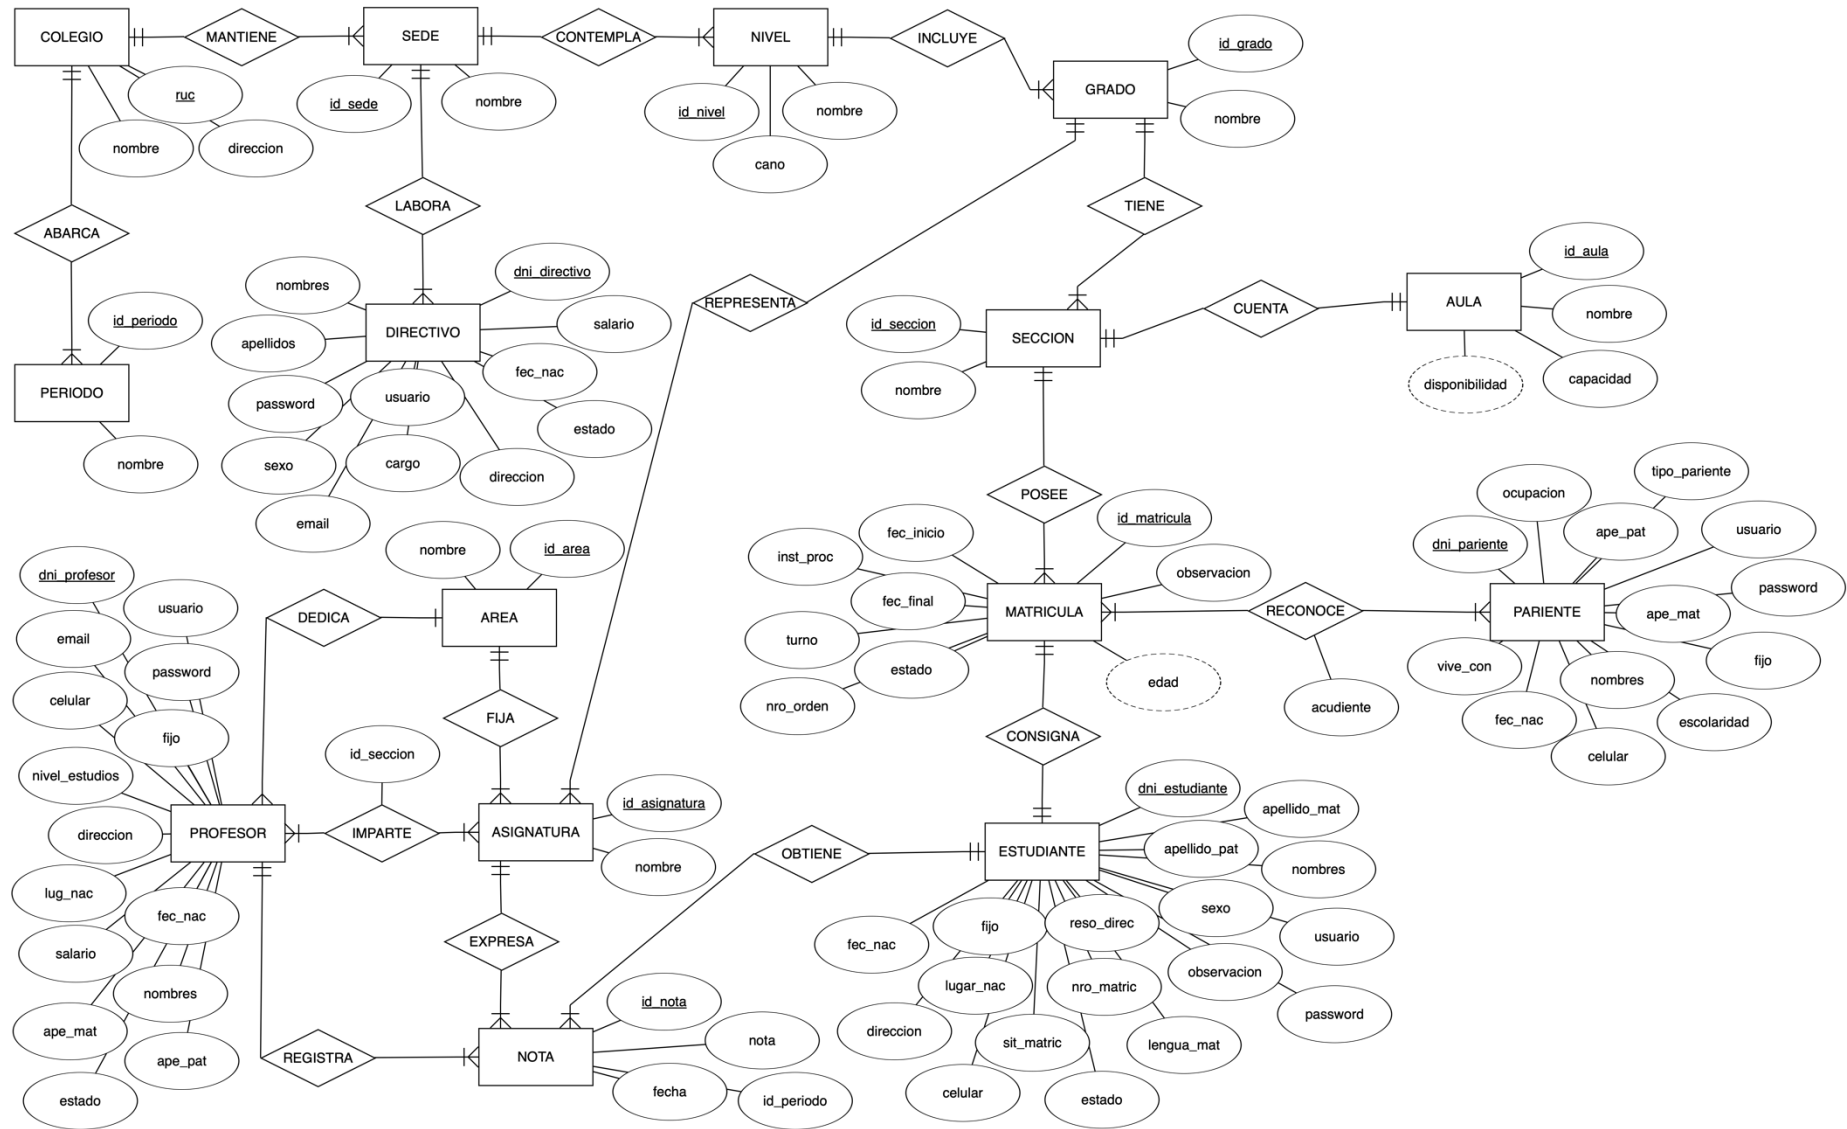 COLEGIO
MANTIENE
SEDE
CONTEMPLA
NIVEL
INCLUYE
id_grado
GRADO
nombre
ruc
nombre
direccion
id_sede
nombre
id_nivel
nombre
cano
LABORA
TIENE
ABARCA
id_periodo
PERIODO
nombre
nombres
dni_directivo
apellidos
DIRECTIVO
salario
password
usuario
fec_nac
estado
sexo
cargo
direccion
email
REPRESENTA
id_seccion
SECCION
nombre
CUENTA
id_aula
AULA
nombre
disponibilidad
capacidad
POSEE
fec_inicio
id_matricula
inst_proc
observacion
fec_final
MATRICULA
turno
estado
edad
nro_orden
RECONOCE
acudiente
tipo_pariente
ocupacion
ape_pat
usuario
dni_pariente
password
PARIENTE
ape_mat
vive_con
fijo
nombres
fec_nac
escolaridad
celular
nombre
id_area
AREA
DEDICA
FIJA
dni_profesor
usuario
email
password
celular
fijo
nivel_estudios
direccion
PROFESOR
lug_nac
fec_nac
salario
nombres
ape_mat
ape_pat
estado
id_seccion
IMPARTE
id_asignatura
ASIGNATURA
nombre
EXPRESA
REGISTRA
id_nota
NOTA
nota
fecha
id_periodo
OBTIENE
CONSIGNA
dni_estudiante
apellido_mat
ESTUDIANTE
apellido_pat
nombres
fec_nac
fijo
reso_direc
sexo
usuario
lugar_nac
nro_matric
observacion
direccion
sit_matric
lengua_mat
password
celular
estado